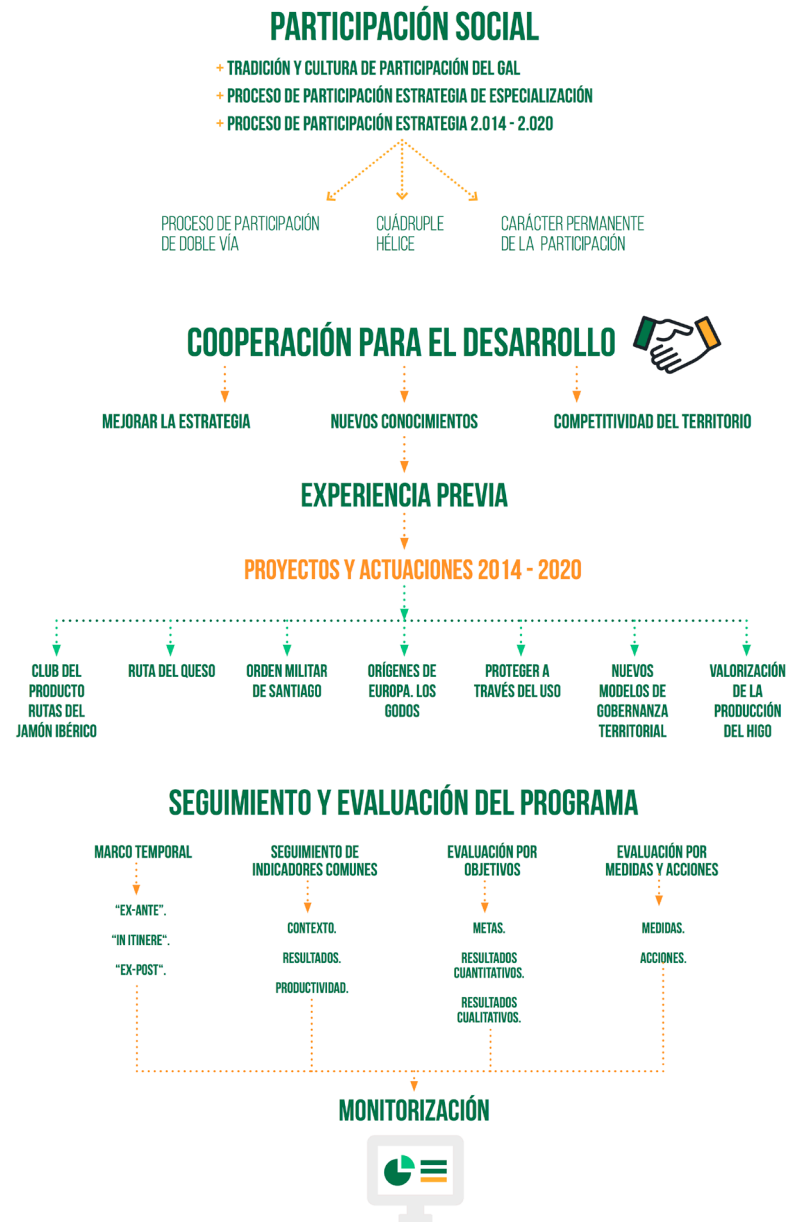 PARTICIPACIÓN SOCIAL
+ TRADICIÓN Y CULTURA DE PARTICIPACIÓN DEL GAL
+ PROCESO DE PARTICIPACIÓN ESTRATEGIA DE ESPECIALIZACIÓN
+ PROCESO DE PARTICIPACIÓN ESTRATEGIA 2.014 - 2.020
PROCESO DE PARTICIPACIÓN
DE DOBLE VÍA
CUÁDRUPLE
HÉLICE
CARÁCTER PERMANENTE
DE LA PARTICIPACIÓN
COOPERACIÓN PARA EL DESARROLLO
MEJORAR LA ESTRATEGIA
NUEVOS CONOCIMIENTOS
COMPETITIVIDAD DEL TERRITORIO
EXPERIENCIA PREVIA
PROYECTOS Y ACTUACIONES 2014 - 2020
CLUB DEL
PRODUCTO
RUTAS DEL
JAMÓN IBÉRICO
RUTA DEL QUESO
ORDEN MILITAR
DE SANTIAGO
ORÍGENES DE
EUROPA. LOS
GODOS
PROTEGER A
TRAVÉS DEL USO
NUEVOS
MODELOS DE
GOBERNANZA
TERRITORIAL
VALORIZACIÓN
DE LA
PRODUCCIÓN
DEL HIGO
SEGUIMIENTO Y EVALUACIÓN DEL PROGRAMA
MARCO TEMPORAL
“EX-ANTE”.
“IN ITINERE“.
“EX-POST“.
SEGUIMIENTO DE
INDICADORES COMUNES
CONTEXTO.
RESULTADOS.
PRODUCTIVIDAD.
EVALUACIÓN POR
OBJETIVOS
METAS.
RESULTADOS
CUANTITATIVOS.
RESULTADOS
CUALITATIVOS.
EVALUACIÓN POR
MEDIDAS Y ACCIONES
MEDIDAS.
ACCIONES.
MONITORIZACIÓN